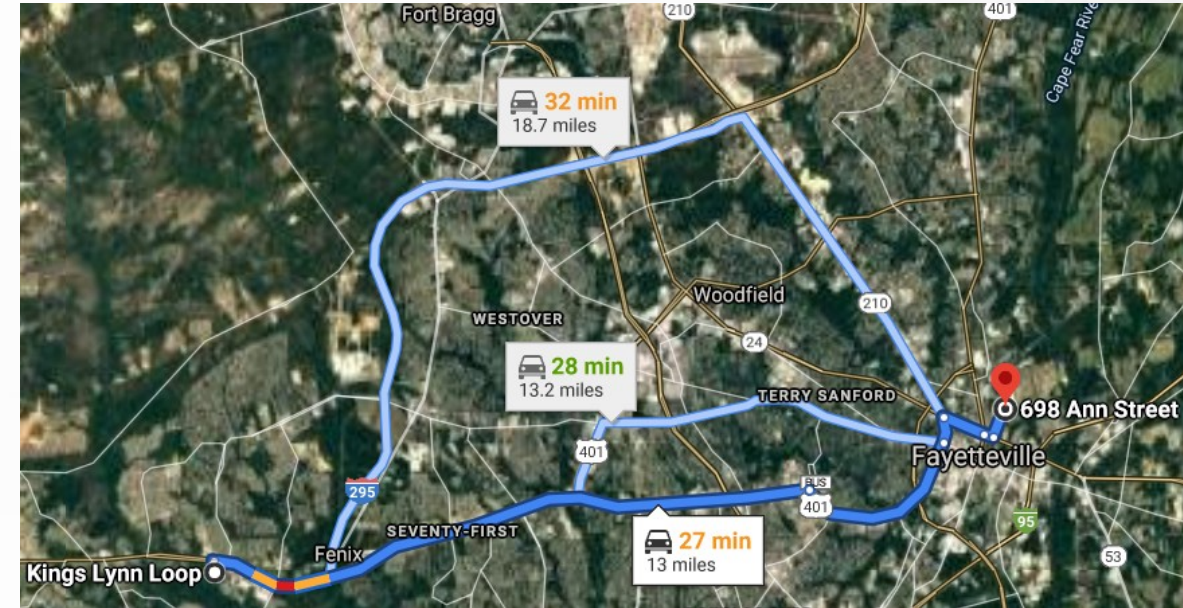 Fort Bragg
210
401
Cape Fear Rive
32 min
18.7 miles
Woodfield
210
WESTOVER
24
28 min
13.2 miles
TERRY SANFORD
698 Ann Street
401
Fayetteville
295
BUS
401
95
SEVENTY-FIRST
27 min
13 miles
Fenix
53
Kings Lynn Loop